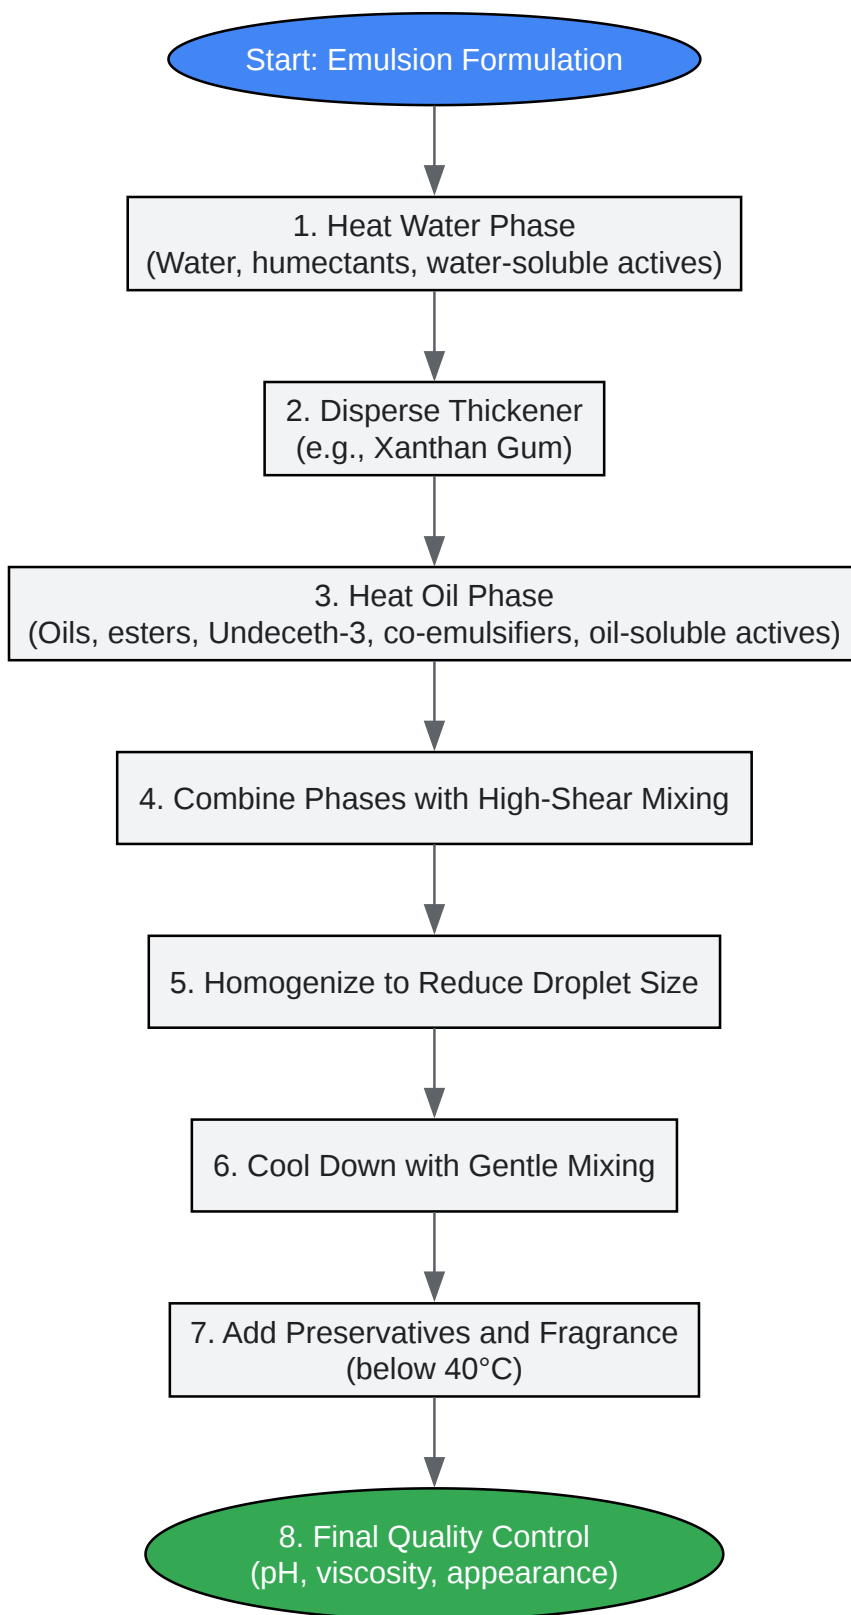 Start: Emulsion Formulation
1. Heat Water Phase
(Water, humectants, water-soluble actives)
2. Disperse Thickener
(e.g., Xanthan Gum)
3. Heat Oil Phase
(Oils, esters, Undeceth-3, co-emulsifiers, oil-soluble actives)
4. Combine Phases with High-Shear Mixing
5. Homogenize to Reduce Droplet Size
6. Cool Down with Gentle Mixing
7. Add Preservatives and Fragrance
(below 40°C)
8. Final Quality Control
(pH, viscosity, appearance)